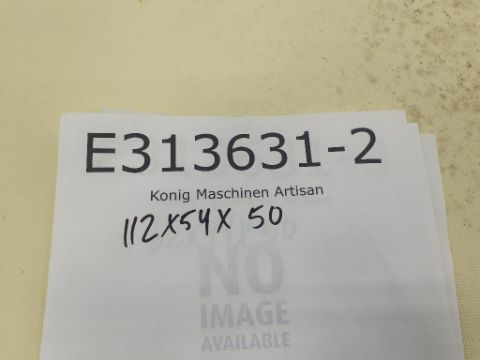 E313631-2
Konig Maschinen Artisan
112X54X 50
NO
IMAGE
AVAILABLE